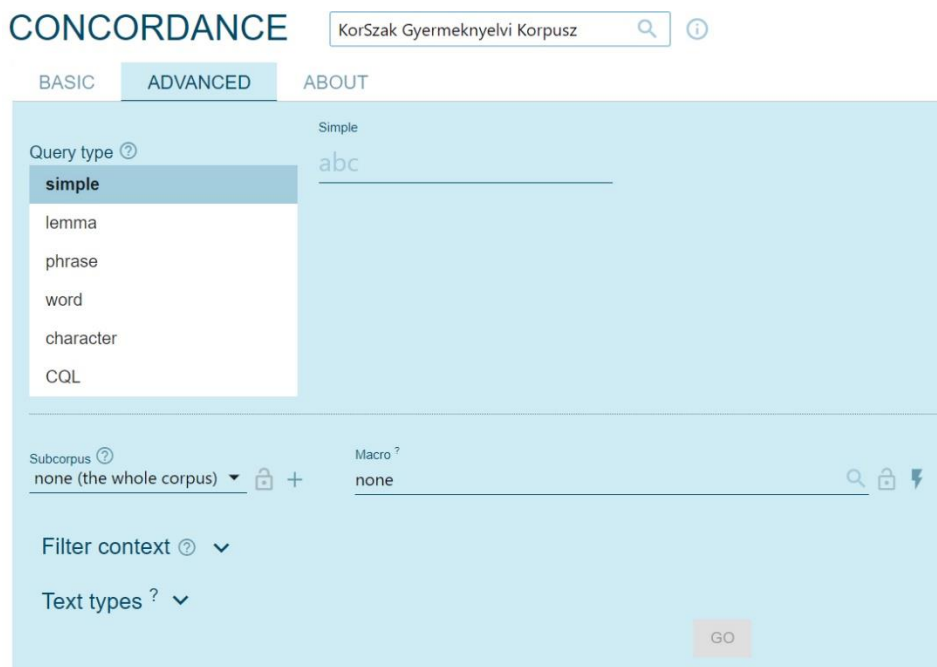 CONCORDANCE
KorSzak Gyermeknyelvi Korpusz
BASIC ADVANCED ABOUT
Simple
Query type ?
abc
simple
lemma
phrase
word
character
CQL
Subcorpus ?
Macro ?
none (the whole corpus)
none
Filter context ?
Text types ?
GO